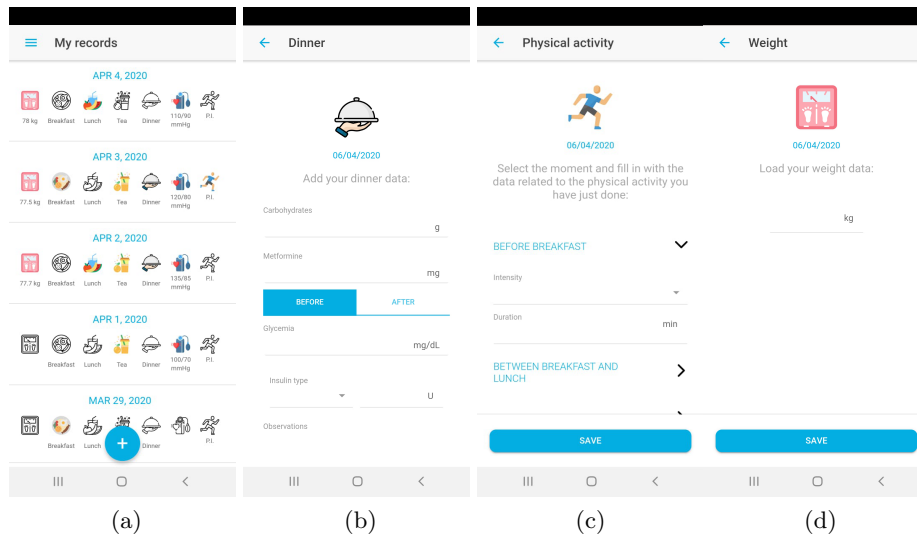 My records
APR 4, 2020
78 kg Breakfast Lunch Tea Dinner 110/90 mmHg P.I.
APR 3, 2020
77.5 kg Breakfast Lunch Tea Dinner 120/80 mmHg P.I.
APR 2, 2020
77.7 kg Breakfast Lunch Tea Dinner 135/85 mmHg P.I.
APR 1, 2020
Breakfast Lunch Tea Dinner 100/70 mmHg P.I.
MAR 29, 2020
Breakfast Lunch Dinner P.I.
+
(a)
Dinner
06/04/2020
Add your dinner data:
Carbohydrates
g
Metformine
mg
BEFORE AFTER
Glycemia
mg/dL
Insulin type
U
Observations
(b)
Physical activity
06/04/2020
Select the moment and fill in with the
data related to the physical activity you
have just done:
BEFORE BREAKFAST
Intensity
Duration
min
BETWEEN BREAKFAST AND
LUNCH
SAVE
(c)
Weight
06/04/2020
Load your weight data:
kg
SAVE
(d)